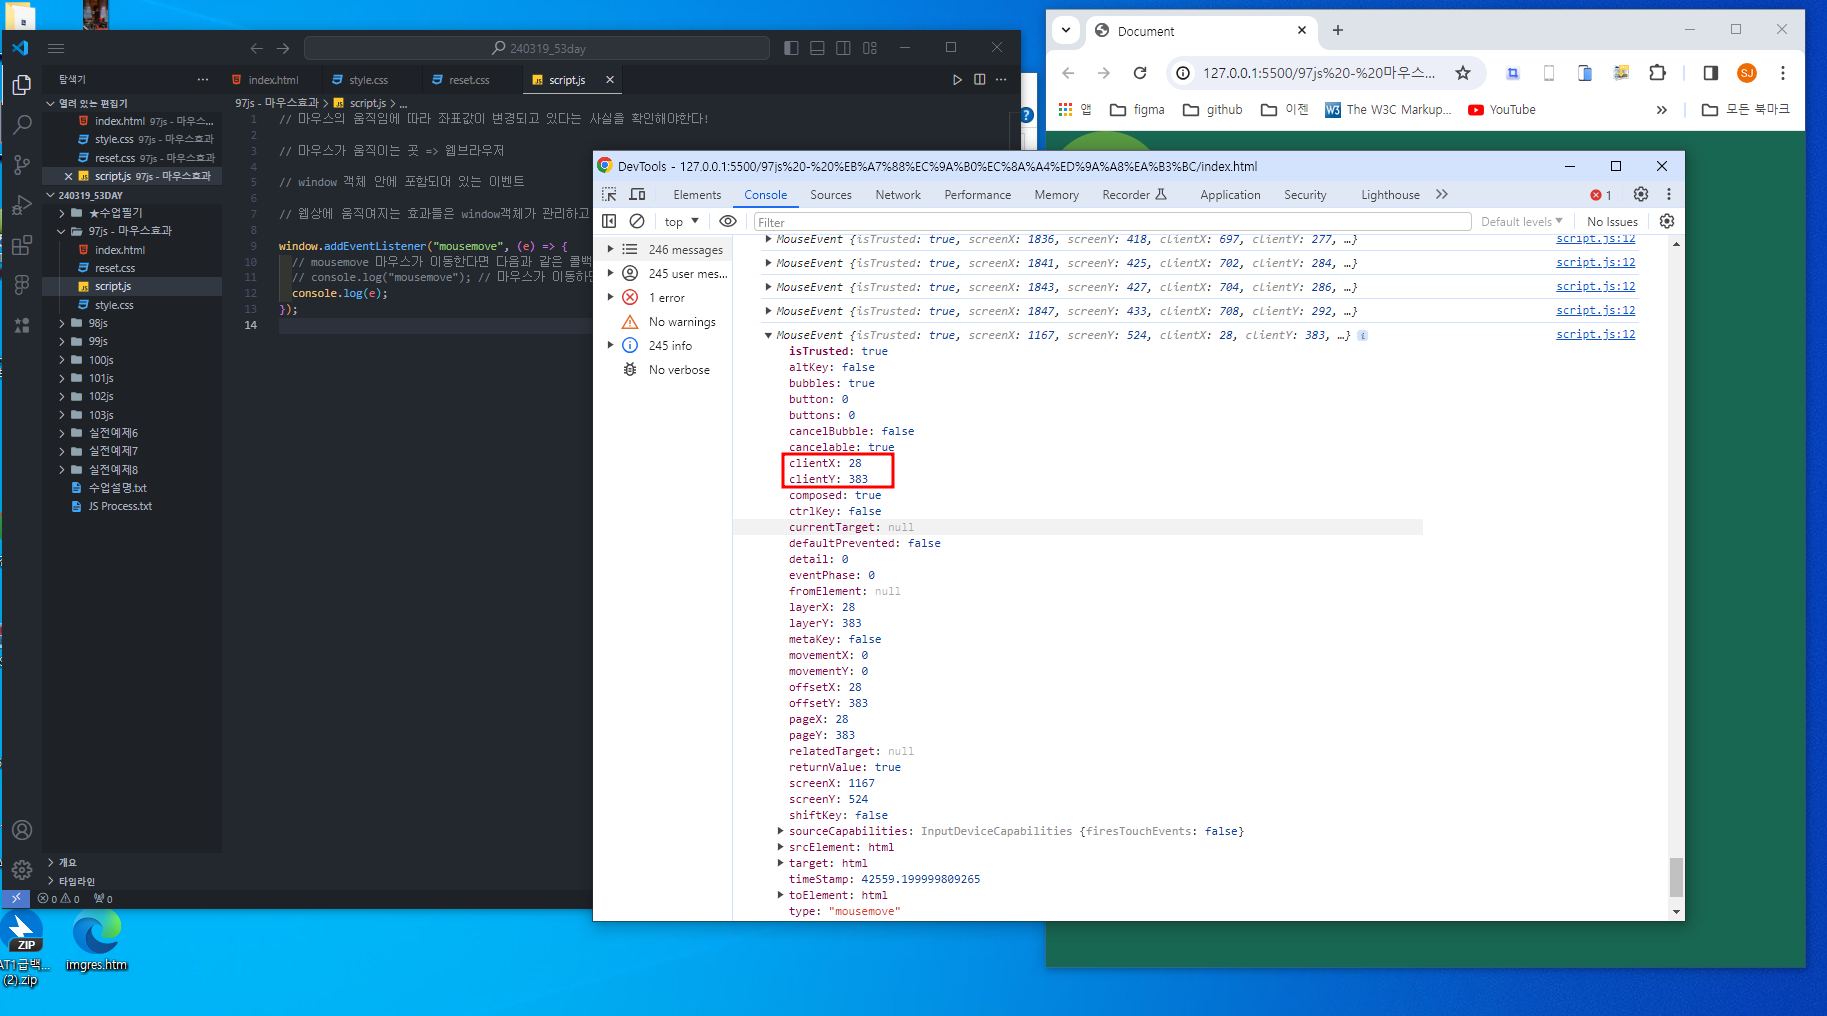 240319_53day
탐색기
열려 있는 편집기
index.html 97js - 마우스...
style.css 97js - 마우스효과
reset.css 97js - 마우스효과
script.js 97js - 마우스효과
240319_53DAY
★수업필기
97js - 마우스효과
index.html
reset.css
script.js
style.css
98js
99js
100js
101js
102js
103js
실전예제6
실전예제7
실전예제8
수업설명.txt
JS Process.txt
개요
타임라인
0 0 0
index.html style.css reset.css script.js
97js - 마우스효과 > script.js > ...
1 // 마우스의 움직임에 따라 좌표값이 변경되고 있다는 사실을 확인해야한다!
2
3 // 마우스가 움직이는 곳 => 웹브라우저
4
5 // window 객체 안에 포함되어 있는 이벤트
6
7 // 웹상에 움직여지는 효과들은 window객체가 관리하고
8
9 window.addEventListener("mousemove", (e) => {
10 // mousemove 마우스가 이동한다면 다음과 같은 콜백
11 // console.log("mousemove"); // 마우스가 이동하면
12 console.log(e);
13 });
14
ZIP
AT1급백...
(2).zip
imgres.htm
Document
127.0.0.1:5500/97js%20-%20마우스...
SJ
앱 figma github 이젠 W3 The W3C Markup... YouTube » 모든 북마크
DevTools - 127.0.0.1:5500/97js%20-%20%EB%A7%88%EC%9A%B0%EC%8A%A4%ED%9A%A8%EA%B3%BC/index.html
Elements Console Sources Network Performance Memory Recorder Application Security Lighthouse 1
top Filter Default levels No Issues
246 messages
245 user mes...
1 error
No warnings
245 info
No verbose
MouseEvent {isTrusted: true, screenX: 1836, screenY: 418, clientX: 697, clientY: 277, …} script.js:12
MouseEvent {isTrusted: true, screenX: 1841, screenY: 425, clientX: 702, clientY: 284, …} script.js:12
MouseEvent {isTrusted: true, screenX: 1843, screenY: 427, clientX: 704, clientY: 286, …} script.js:12
MouseEvent {isTrusted: true, screenX: 1847, screenY: 433, clientX: 708, clientY: 292, …} script.js:12
MouseEvent {isTrusted: true, screenX: 1167, screenY: 524, clientX: 28, clientY: 383, …} script.js:12
isTrusted: true
altKey: false
bubbles: true
button: 0
buttons: 0
cancelBubble: false
cancelable: true
clientX: 28
clientY: 383
composed: true
ctrlKey: false
currentTarget: null
defaultPrevented: false
detail: 0
eventPhase: 0
fromElement: null
layerX: 28
layerY: 383
metaKey: false
movementX: 0
movementY: 0
offsetX: 28
offsetY: 383
pageX: 28
pageY: 383
relatedTarget: null
returnValue: true
screenX: 1167
screenY: 524
shiftKey: false
sourceCapabilities: InputDeviceCapabilities {firesTouchEvents: false}
srcElement: html
target: html
timeStamp: 42559.199999809265
toElement: html
type: "mousemove"